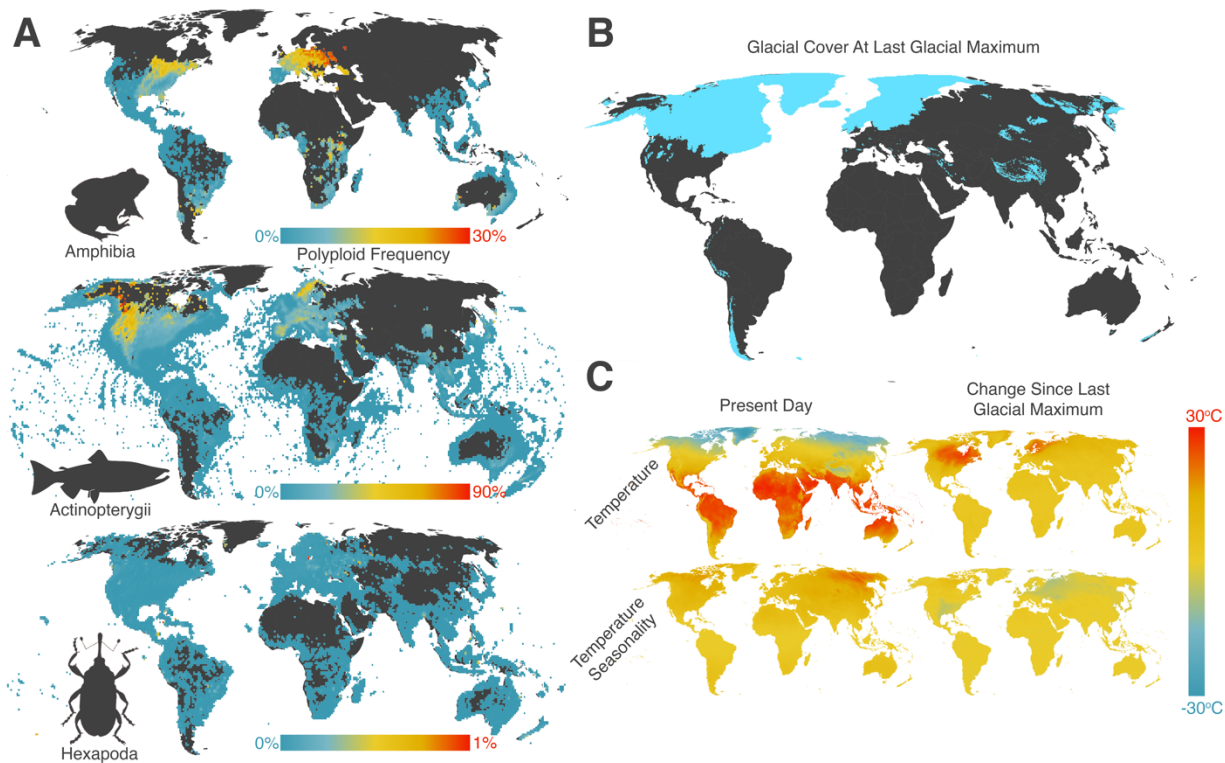 A
0%
30%
Amphibia
Polyploid Frequency
0%
90%
Actinopterygii
0%
1%
Hexapoda
B
Glacial Cover At Last Glacial Maximum
C
Present Day
Change Since Last
Glacial Maximum
Temperature
Temperature
Seasonality
30°C
-30°C